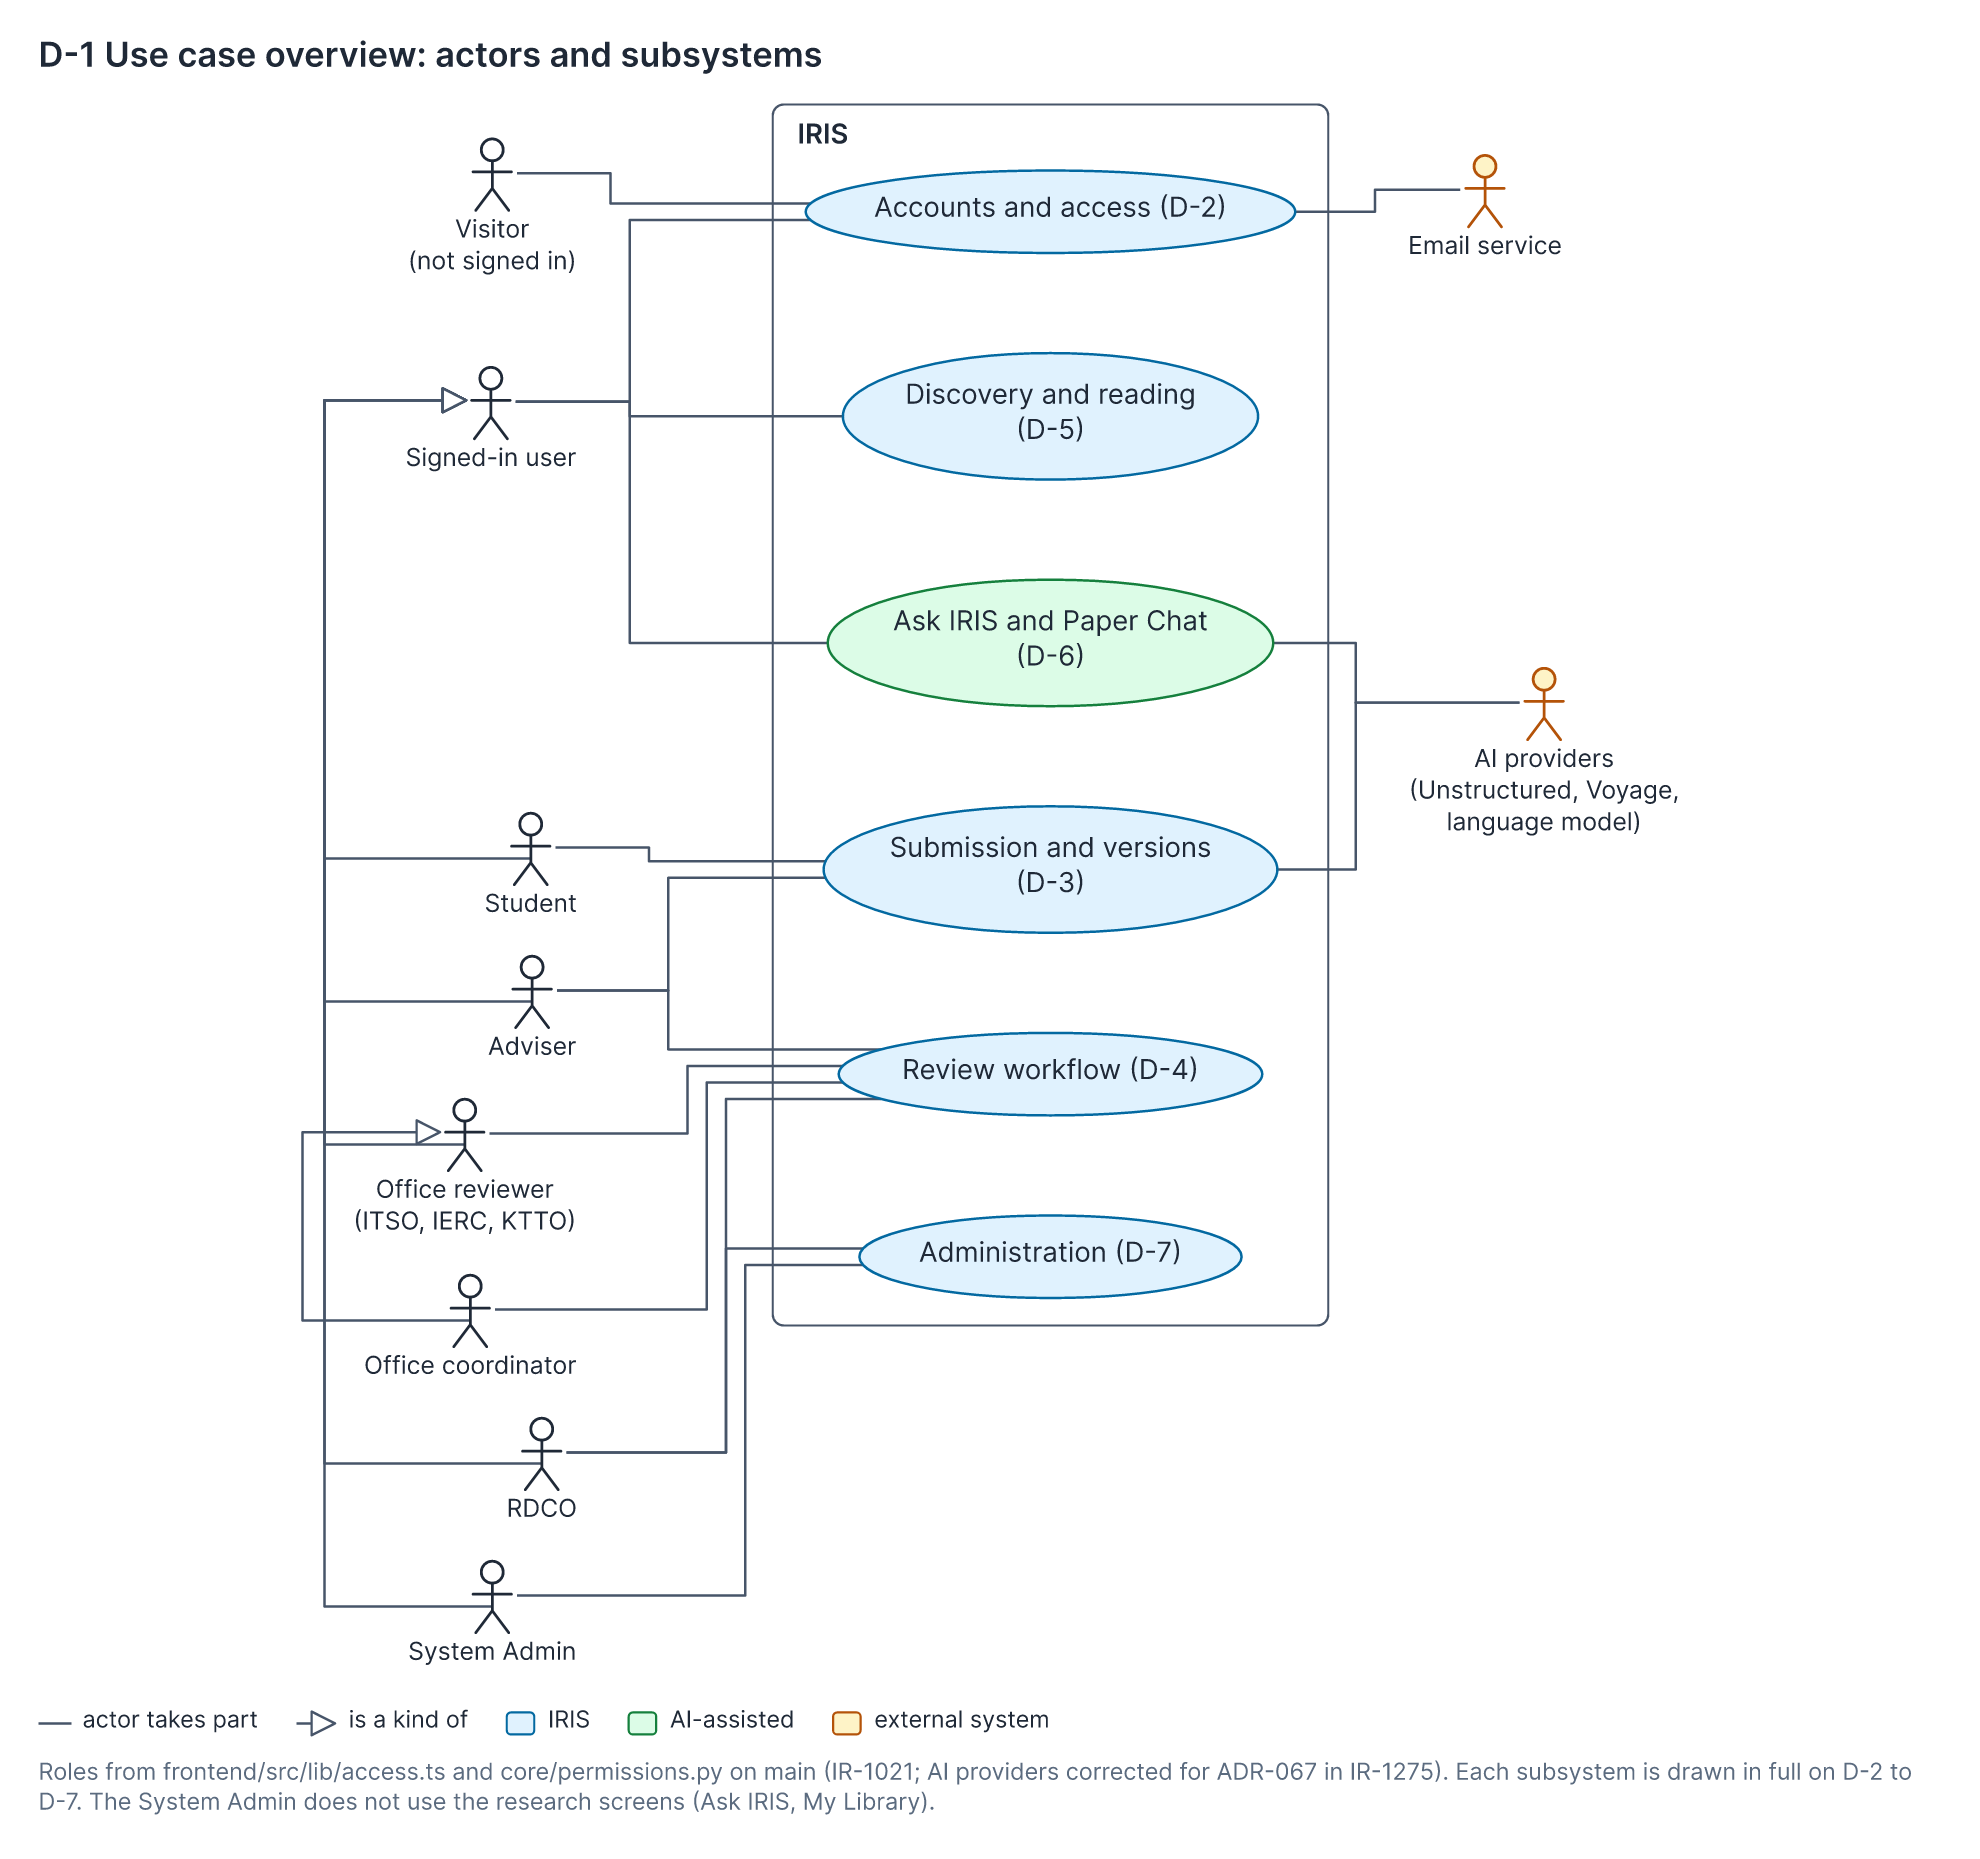 D-1 Use case overview: actors and subsystems
IRIS
Visitor
(not signed in)
Accounts and access (D-2)
Email service
Signed-in user
Discovery and reading
(D-5)
Ask IRIS and Paper Chat
(D-6)
AI providers
(Unstructured, Voyage,
language model)
Student
Submission and versions
(D-3)
Adviser
Review workflow (D-4)
Office reviewer
(ITSO, IERC, KTTO)
Administration (D-7)
Office coordinator
RDCO
System Admin
actor takes part
is a kind of
IRIS
AI-assisted
external system
Roles from frontend/src/lib/access.ts and core/permissions.py on main (IR-1021; AI providers corrected for ADR-067 in IR-1275). Each subsystem is drawn in full on D-2 to
D-7. The System Admin does not use the research screens (Ask IRIS, My Library).